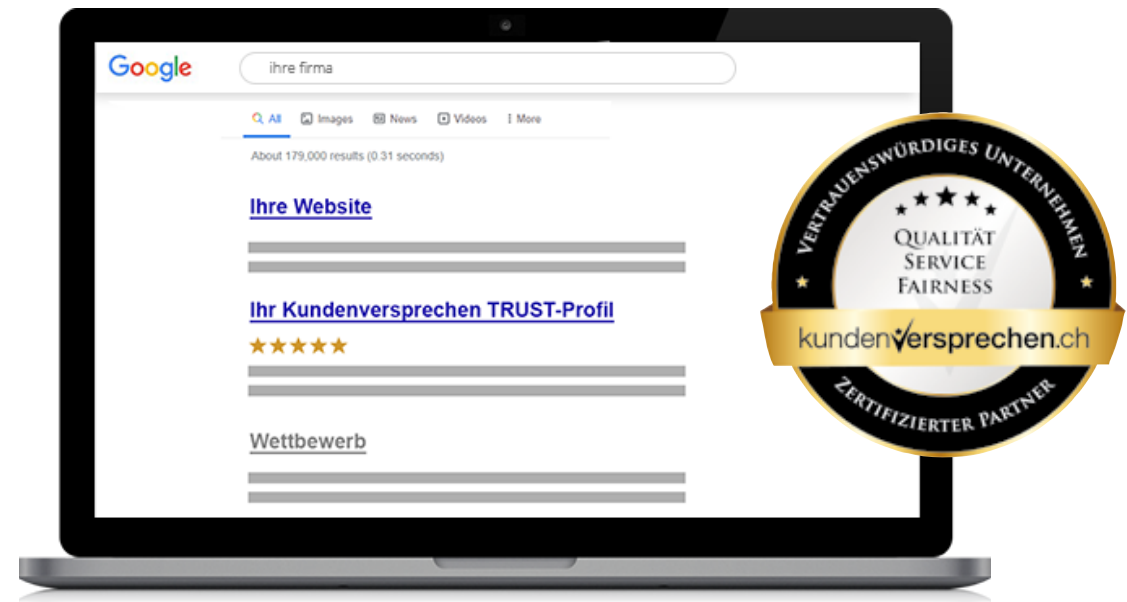 Google
ihre firma
All Images News Videos More
About 179,000 results (0.31 seconds)
Ihre Website
Ihr Kundenversprechen TRUST-Profil
Wettbewerb
VERTRAUENSWÜRDIGES UNTERNEHMEN
QUALITÄT
SERVICE
FAIRNESS
kundenversprechen.ch
ZERTIFIZIERTER PARTNER